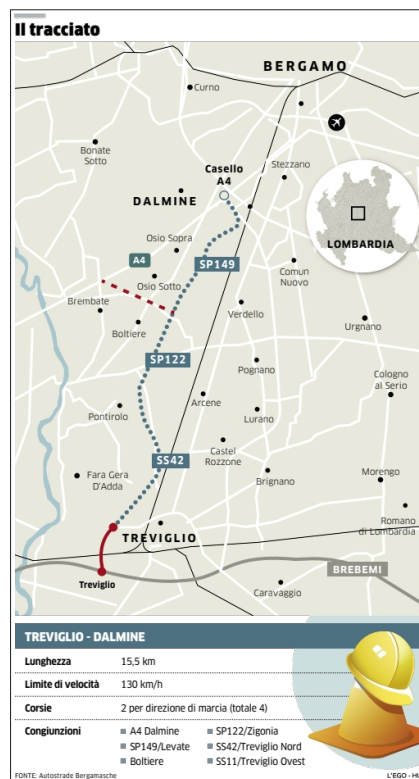 Il tracciato
BERGAMO
Curno
Bonate
Sotto
Stezzano
Casello
A4
DALMINE
LOMBARDIA
Osio Sopra
A4
SP149
Osio Sotto
Comun
Nuovo
Brembate
Verdello
Boltiere
Urgnano
SP122
Pognano
Cologno
al Serio
Arcene
Pontirolo
Lurano
Castel
Rozzone
SS42
Fara Gera
D'Adda
Brignano
Morengo
Romano
di Lombardia
TREVIGLIO
BREBEMI
Treviglio
Caravaggio
TREVIGLIO - DALMINE
Lunghezza 15,5 km
Limite di velocità 130 km/h
Corsie 2 per direzione di marcia (totale 4)
Congiunzioni A4 Dalmine SP122/Zigonia
SP149/Levate SS42/Treviglio Nord
Boltiere SS11/Treviglio Ovest
FONTE: Autostrade Bergamasche L'EGO